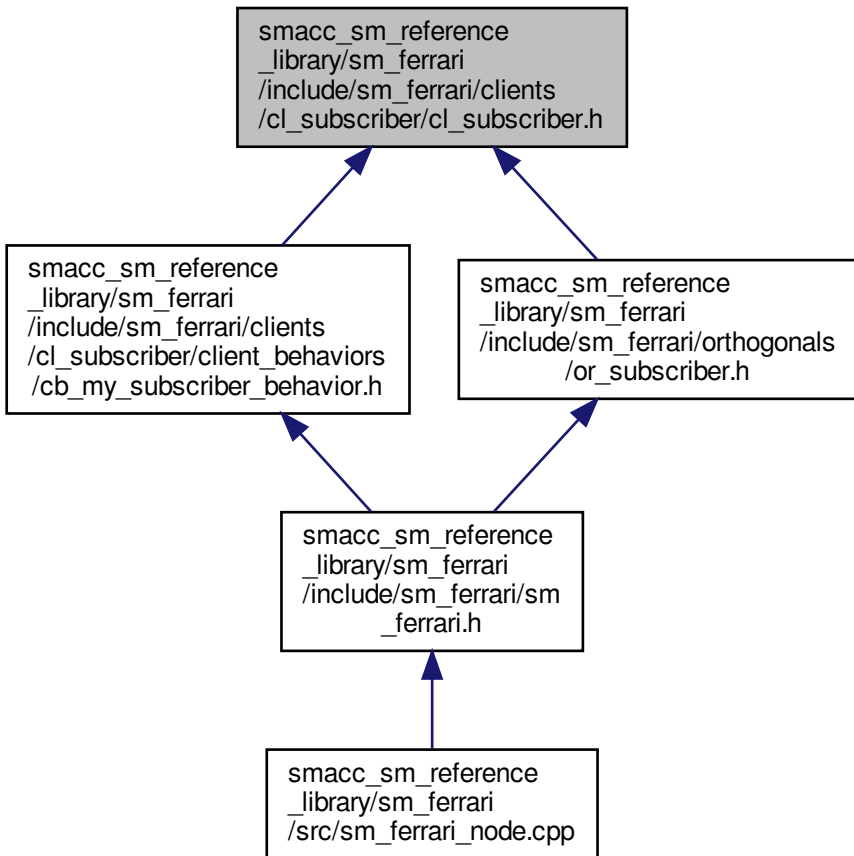 smacc_sm_reference
_library/sm_ferrari
/include/sm_ferrari/clients
/cl_subscriber/cl_subscriber.h
smacc_sm_reference
_library/sm_ferrari
/include/sm_ferrari/clients
/cl_subscriber/client_behaviors
/cb_my_subscriber_behavior.h
smacc_sm_reference
_library/sm_ferrari
/include/sm_ferrari/orthogonals
/or_subscriber.h
smacc_sm_reference
_library/sm_ferrari
/include/sm_ferrari/sm
_ferrari.h
smacc_sm_reference
_library/sm_ferrari
/src/sm_ferrari_node.cpp